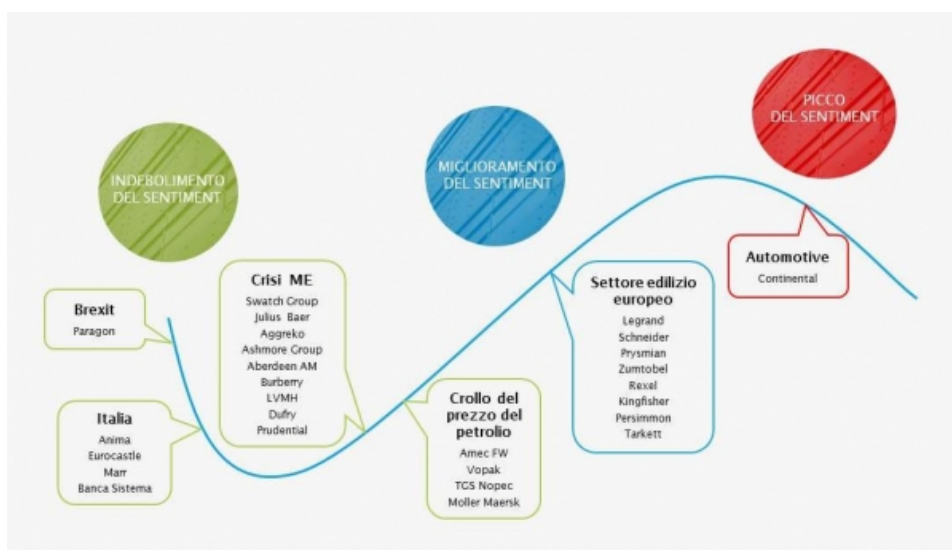 PICCO
DEL SENTIMENT
MIGLIORAMENTO
DEL SENTIMENT
INDEBOLIMENTO
DEL SENTIMENT
Brexit
Paragon
Italia
Anima
Eurocastle
Marr
Banca Sistema
Crisi ME
Swatch Group
Julius Baer
Aggreko
Ashmore Group
Aberdeen AM
Burberry
LVMH
Dufry
Prudential
Crollo del
prezzo del
petrolio
Amec FW
Vopak
TGS Nopec
Moller Maersk
Settore edilizio
europeo
Legrand
Schneider
Prysmian
Zumtobel
Rexel
Kingfisher
Persimmon
Tarkett
Automotive
Continental